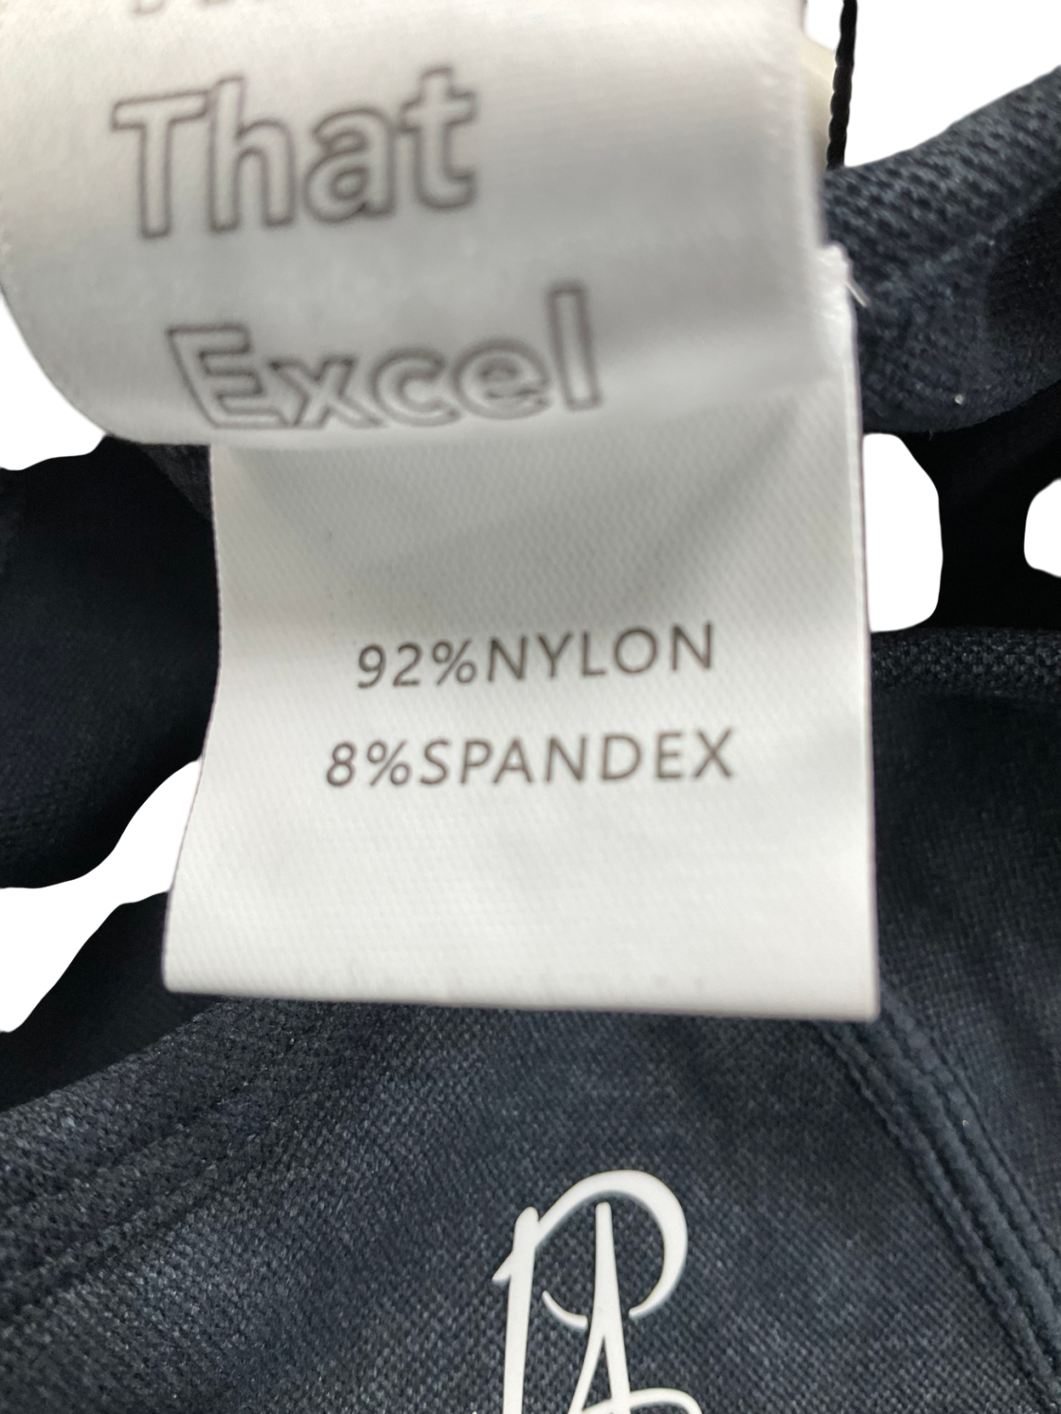 That
Excel
92%NYLON
8%SPANDEX